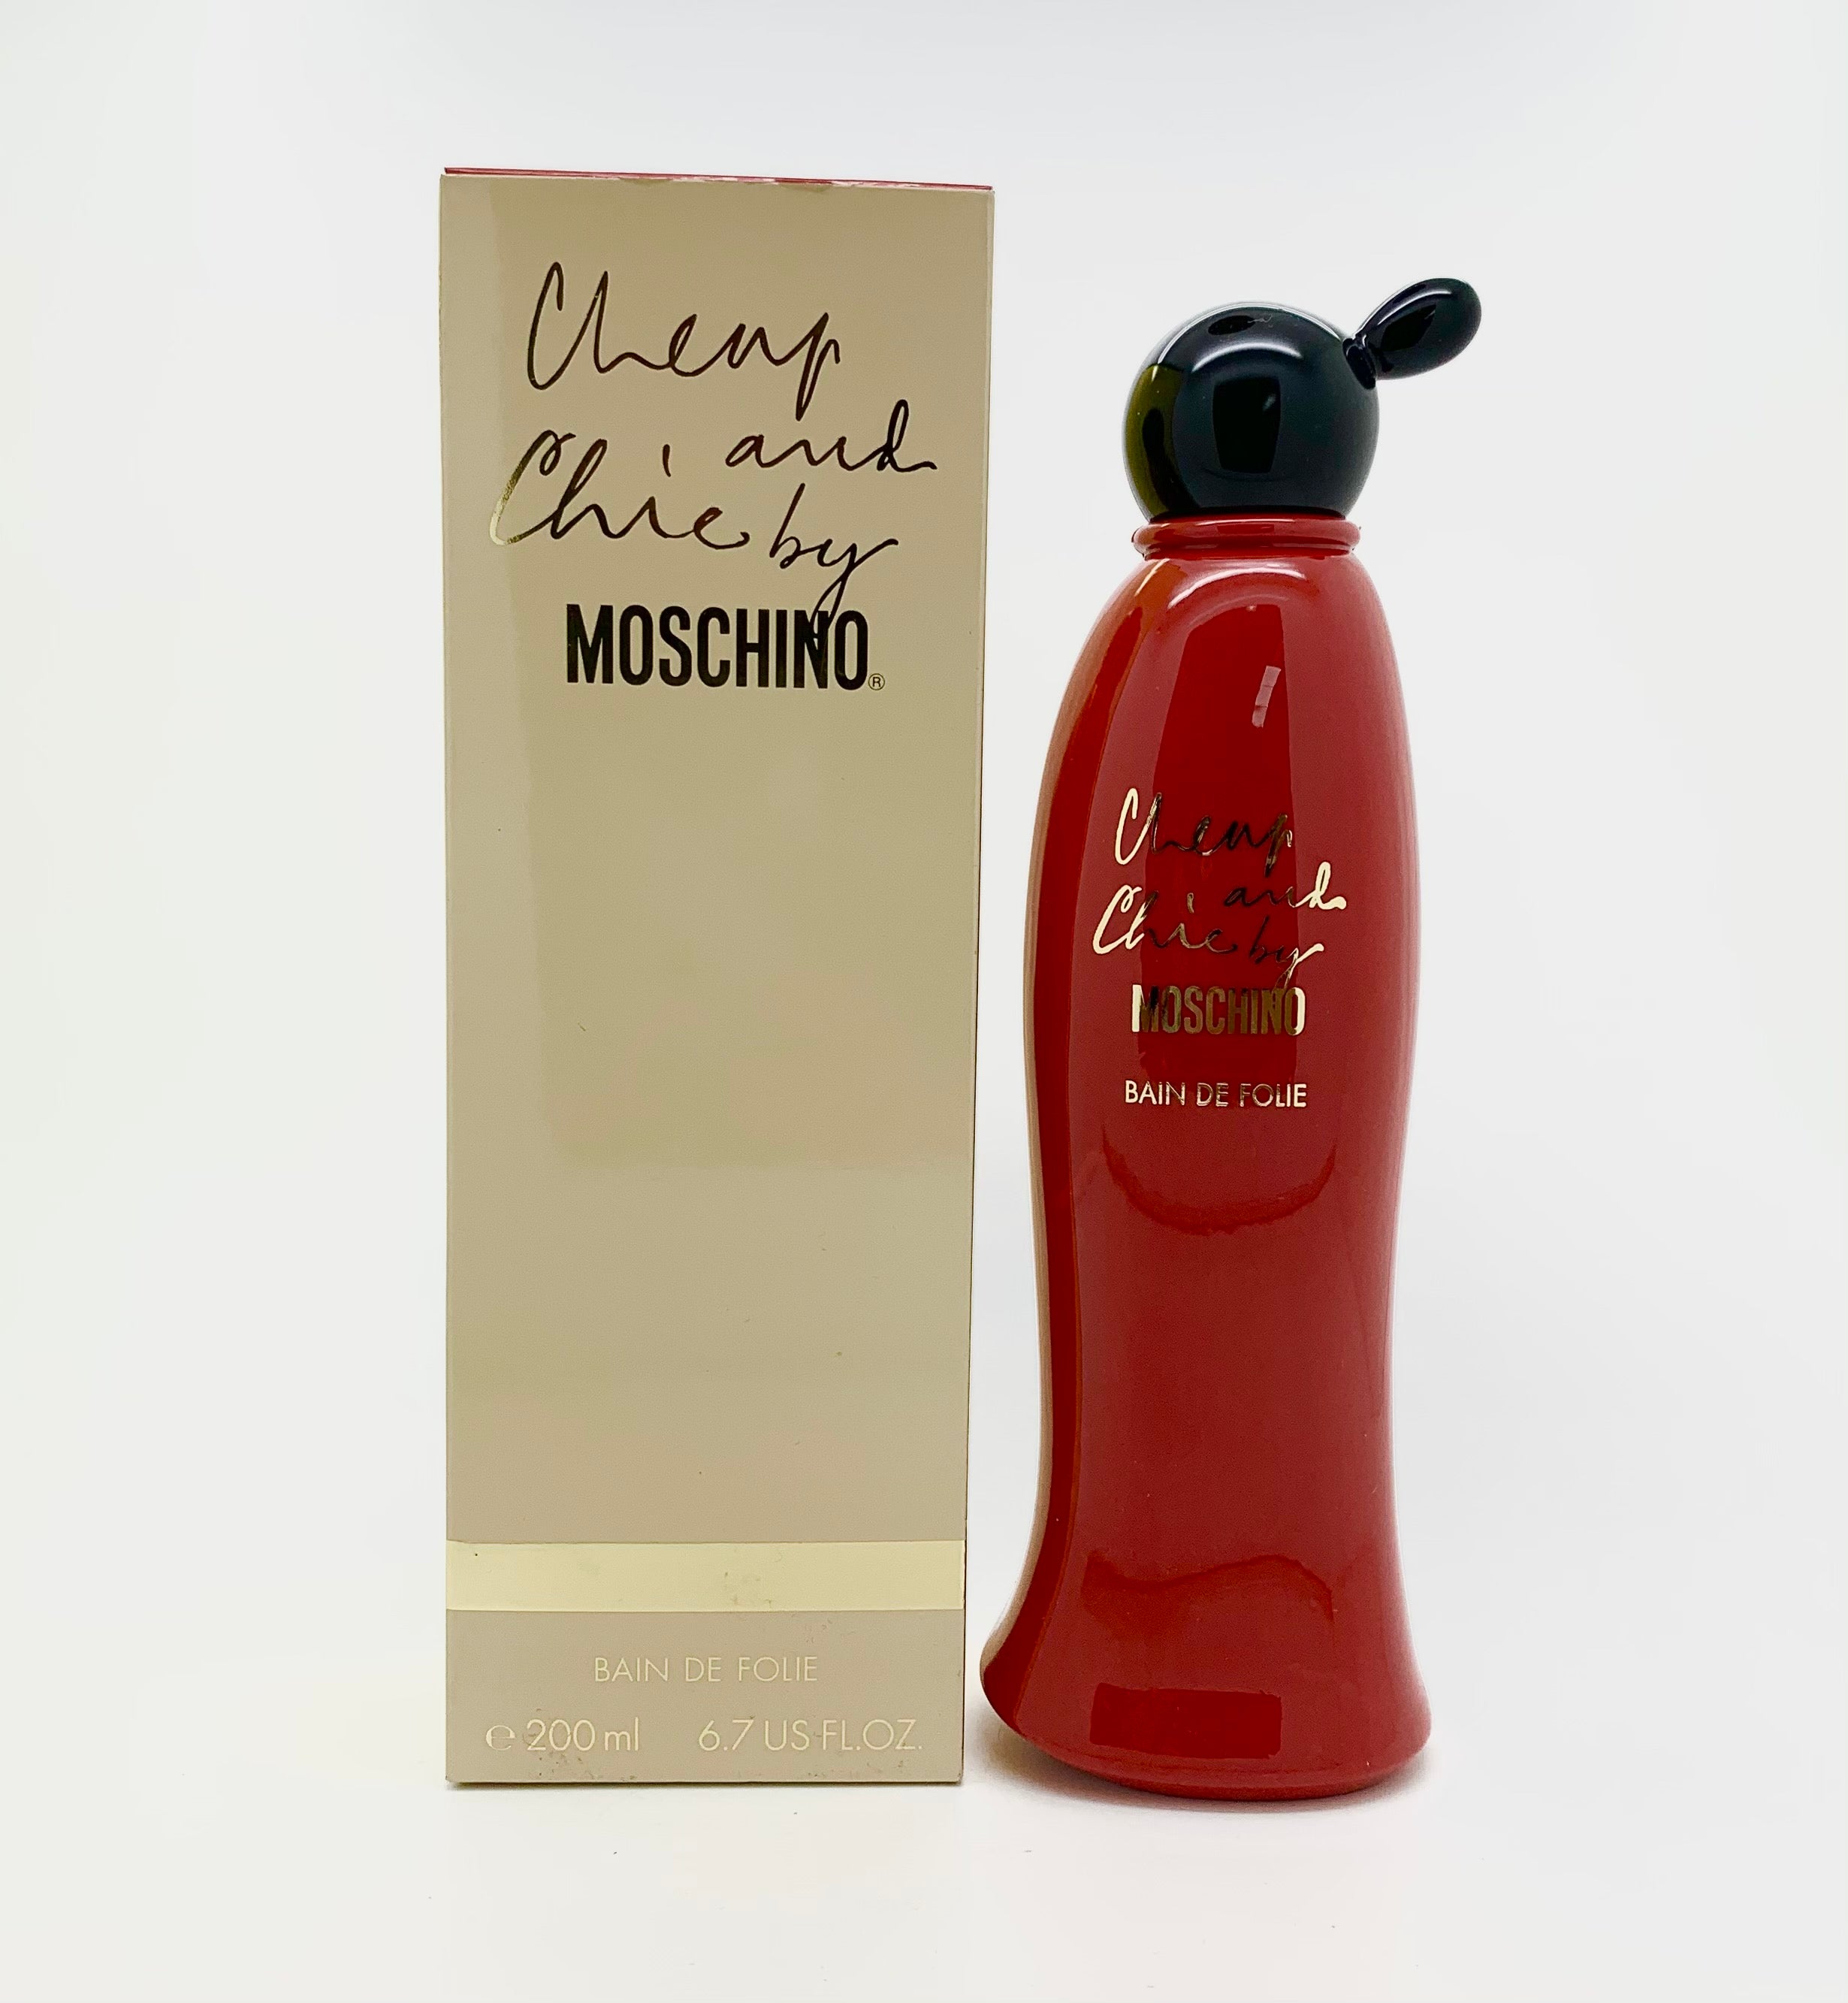 Cheap
and
Chic by
MOSCHINO®
BAIN DE FOLIE
℮ 200 ml 6.7 US FL.OZ.
Cheap
and
Chic by
MOSCHINO
BAIN DE FOLIE